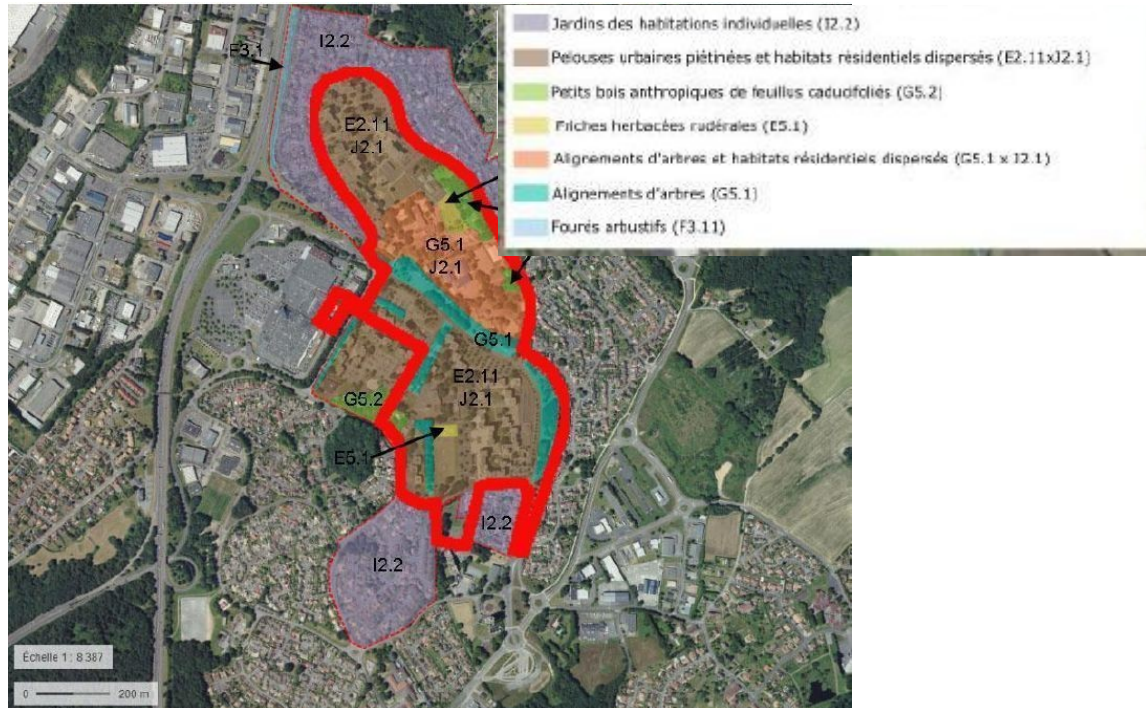 Jardins des habitations individuelles (I2.2)
Pelouses urbaines piétinées et habitats résidentiels dispersés (E2.11xJ2.1)
Petits bois anthropiques de feuillus caducifoliés (G5.2)
Friches herbacées rudérales (E5.1)
Alignements d'arbres et habitats résidentiels dispersés (G5.1 x J2.1)
Alignements d'arbres (G5.1)
Fourés arbustifs (F3.11)
F3.1
I2.2
E2.11
J2.1
G5.1
J2.1
G5.1
E2.11
J2.1
G5.2
E5.1
I2.2
I2.2
Échelle 1 : 8 387
0 200 m